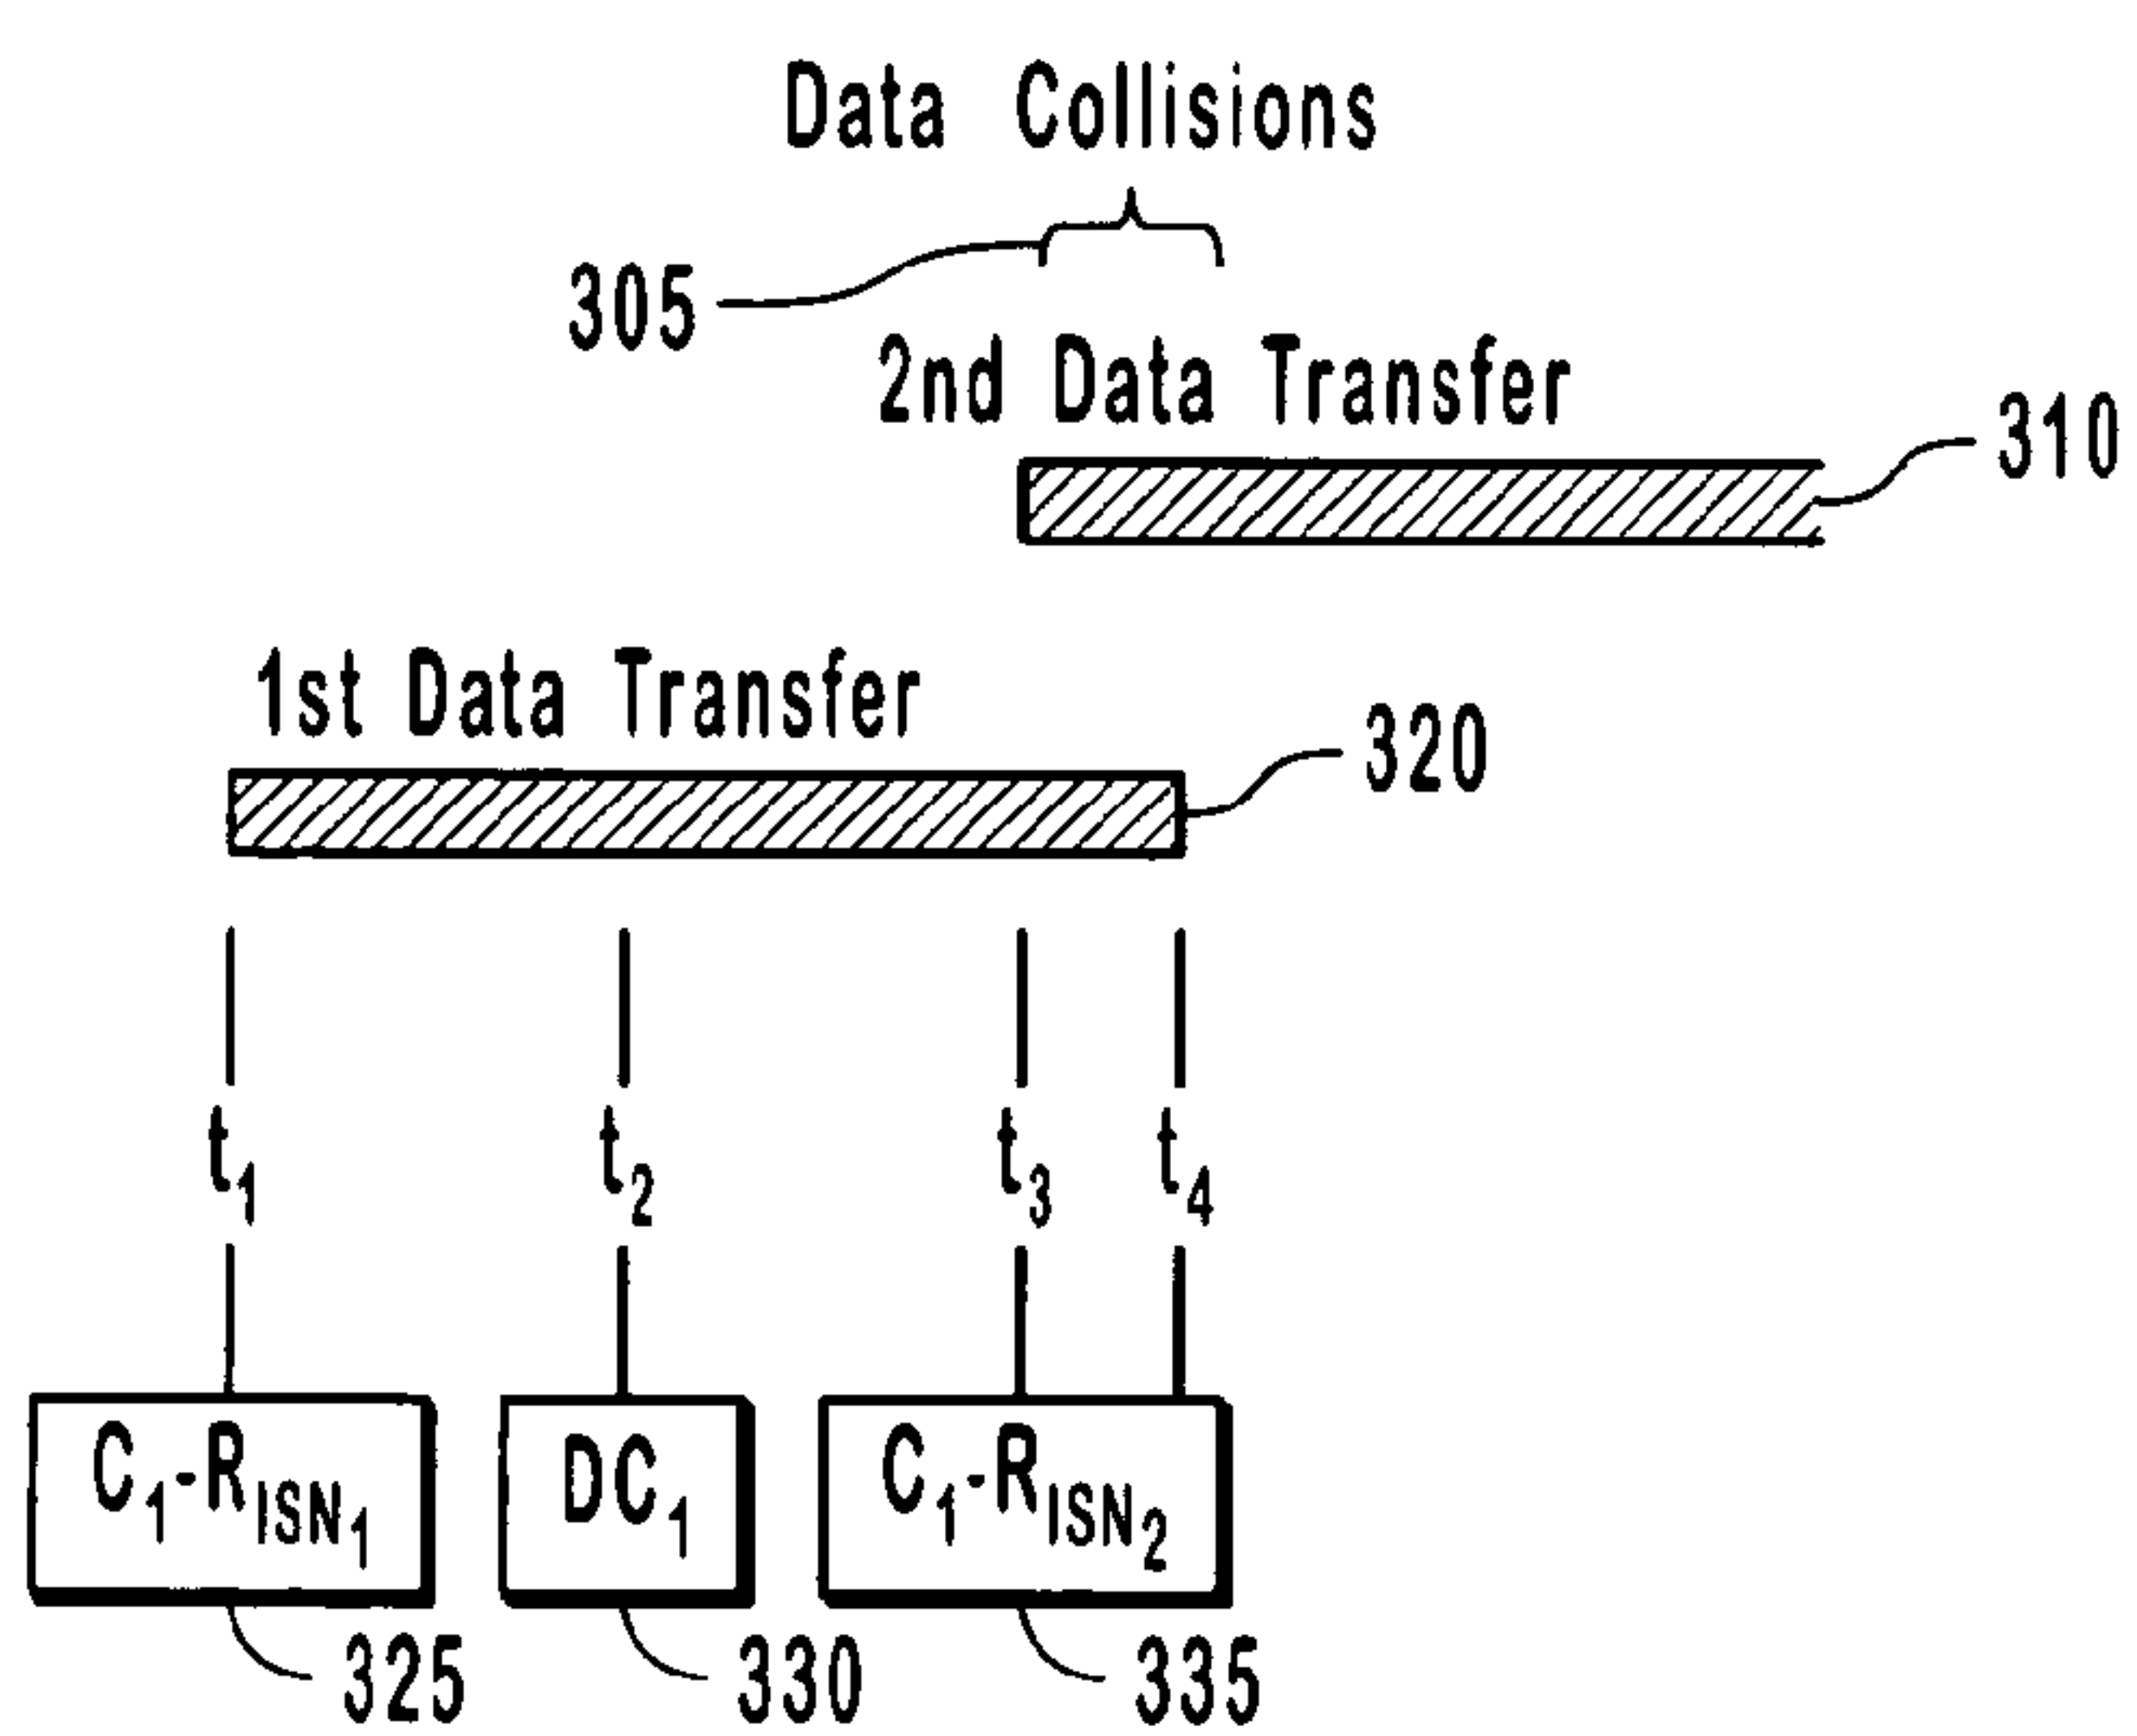 Data Collisions
305
2nd Data Transfer
310
1st Data Transfer
320
t1 t2 t3 t4
C1-RISN1 DC1 C1-RISN2
325 330 335